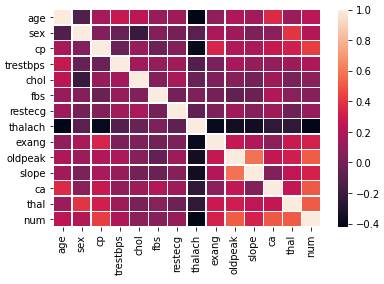 age
sex
cp
trestbps
chol
fbs
restecg
thalach
exang
oldpeak
slope
ca
thal
num
age
sex
cp
trestbps
chol
fbs
restecg
thalach
exang
oldpeak
slope
ca
thal
num
1.0
0.8
0.6
0.4
0.2
0.0
−0.2
−0.4